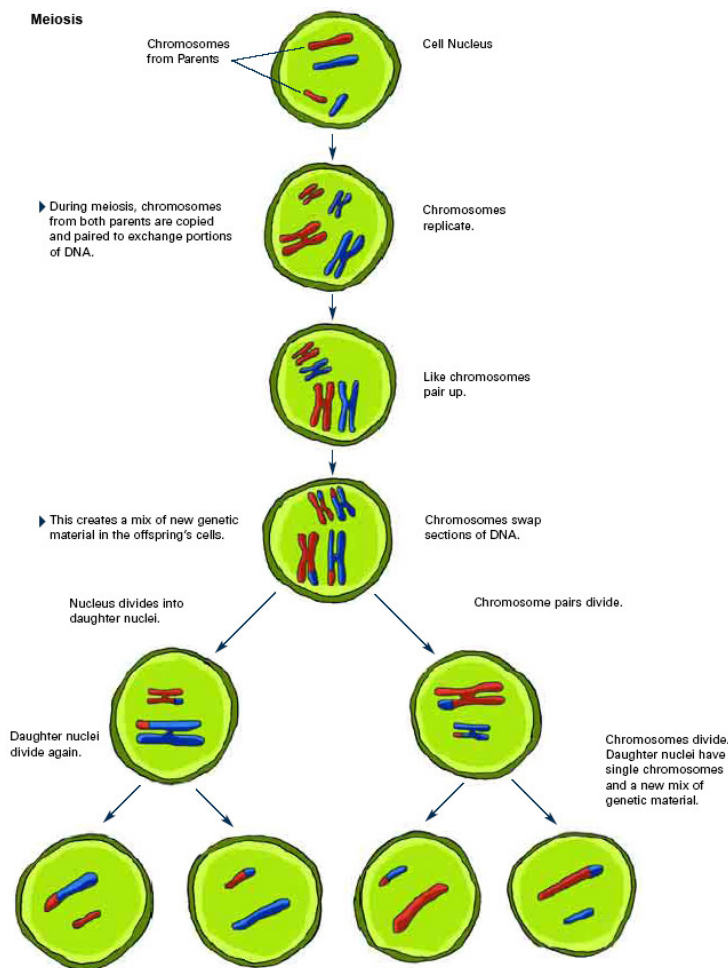 Meiosis
Chromosomes
from Parents
Cell Nucleus
During meiosis, chromosomes
from both parents are copied
and paired to exchange portions
of DNA.
Chromosomes
replicate.
Like chromosomes
pair up.
This creates a mix of new genetic
material in the offspring's cells.
Chromosomes swap
sections of DNA.
Nucleus divides into
daughter nuclei.
Chromosome pairs divide.
Daughter nuclei
divide again.
Chromosomes divide.
Daughter nuclei have
single chromosomes
and a new mix of
genetic material.